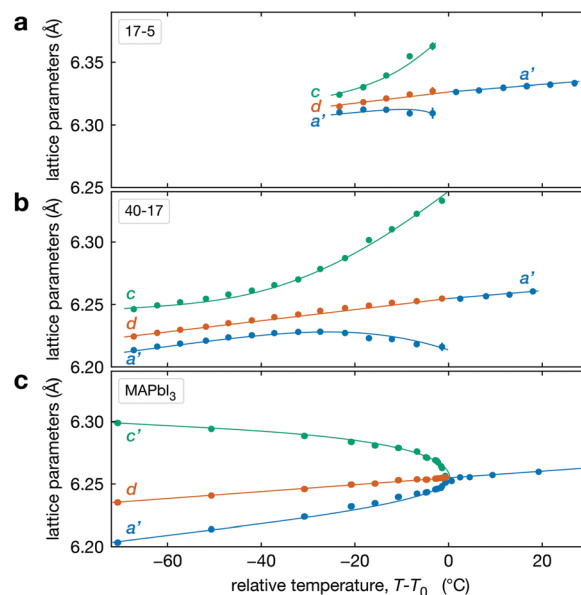 a
17-5
lattice parameters (Å)
6.35
6.30
6.25
c
d
a'
a'
b
40-17
lattice parameters (Å)
6.30
6.25
6.20
c
d
a'
a'
c
MAPbI₃
lattice parameters (Å)
6.30
6.25
6.20
c'
d
a'
−60 −40 −20 0 20
relative temperature, T-T₀ (°C)